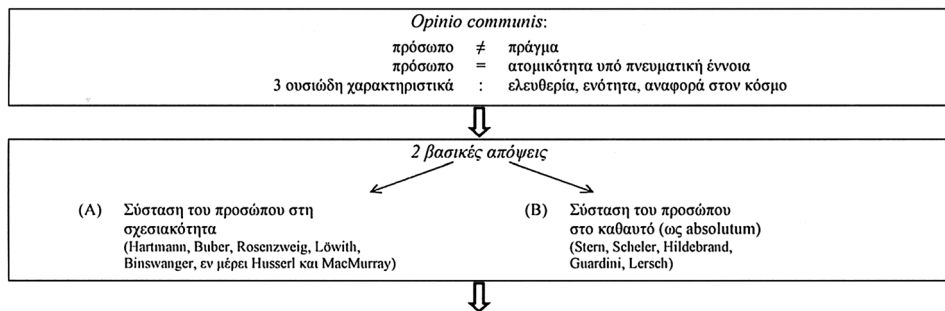 Opinio communis:
πρόσωπο ≠ πράγμα
πρόσωπο = ατομικότητα υπό πνευματική έννοια
3 ουσιώδη χαρακτηριστικά : ελευθερία, ενότητα, αναφορά στον κόσμο
2 βασικές απόψεις
(Α) Σύσταση του προσώπου στη
σχεσιακότητα
(Hartmann, Buber, Rosenzweig, Löwith,
Binswanger, εν μέρει Husserl και MacMurray)
(Β) Σύσταση του προσώπου
στο καθαυτό (ως absolutum)
(Stern, Scheler, Hildebrand,
Guardini, Lersch)